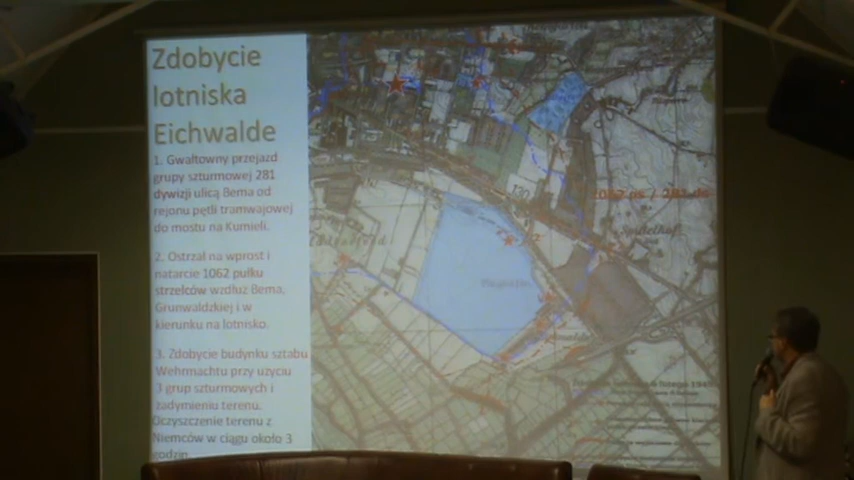 Zdobycie
lotniska
Eichwalde
1. Gwałtowny przejazd
grupy szturmowej 281
dywizji ulicą Bema od
rejonu pętli tramwajowej
do mostu na Kumieli.
2. Ostrzał na wprost i
natarcie 1062 pułku
strzelców wzdłuż Bema,
Grunwaldzkiej i w
kierunku na lotnisko.
3. Zdobycie budynku sztabu
Wehrmachtu przy użyciu
3 grup szturmowych i
zadymieniu terenu.
Oczyszczenie terenu z
Niemców w ciągu około 3
godzin.
130
Spittelhof